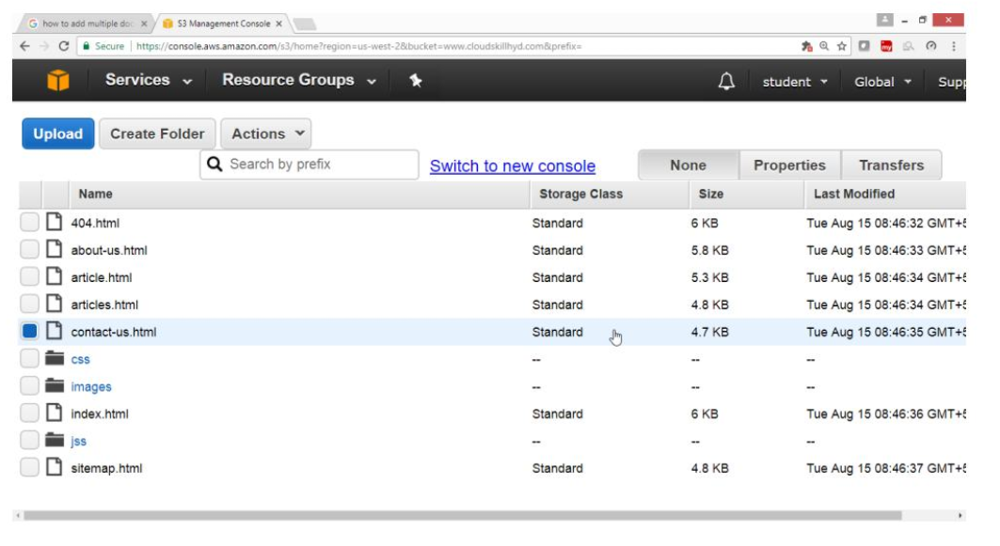 how to add multiple doc
S3 Management Console
Secure | https://console.aws.amazon.com/s3/home?region=us-west-2&bucket=www.cloudskillhyd.com&prefix=
Services Resource Groups student Global Supp
Upload Create Folder Actions
Search by prefix Switch to new console None Properties Transfers
Name Storage Class Size Last Modified
404.html Standard 6 KB Tue Aug 15 08:46:32 GMT+5
about-us.html Standard 5.8 KB Tue Aug 15 08:46:33 GMT+5
article.html Standard 5.3 KB Tue Aug 15 08:46:34 GMT+5
articles.html Standard 4.8 KB Tue Aug 15 08:46:34 GMT+5
contact-us.html Standard 4.7 KB Tue Aug 15 08:46:35 GMT+5
css -- -- --
images -- -- --
index.html Standard 6 KB Tue Aug 15 08:46:36 GMT+5
jss -- -- --
sitemap.html Standard 4.8 KB Tue Aug 15 08:46:37 GMT+5